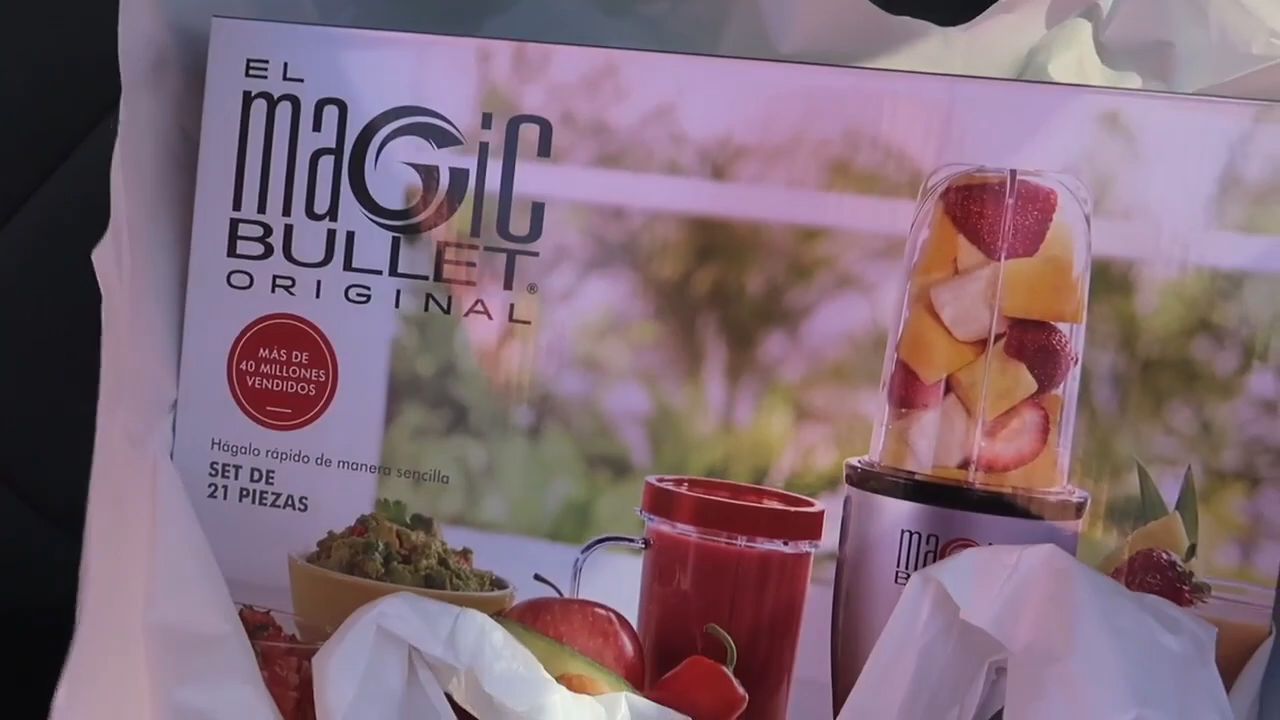 EL
maGiC
BULLET®
ORIGINAL
MÁS DE
40 MILLONES
VENDIDOS
Hágalo rápido de manera sencilla
SET DE
21 PIEZAS